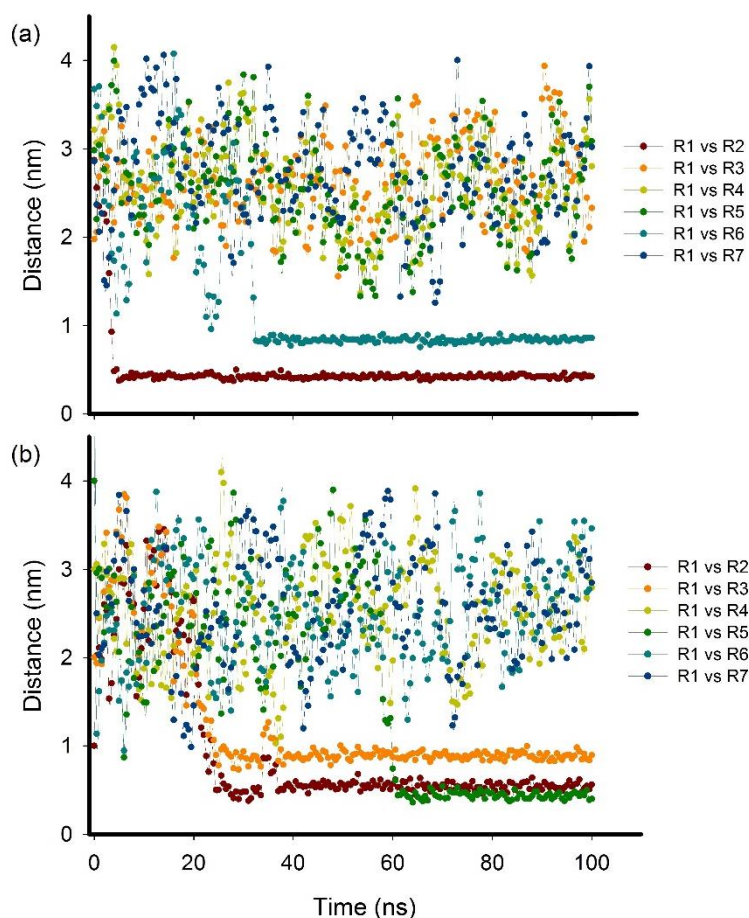 (a)
4
3
2
1
0
Distance (nm)
R1 vs R2
R1 vs R3
R1 vs R4
R1 vs R5
R1 vs R6
R1 vs R7
(b)
4
3
2
1
0
Distance (nm)
R1 vs R2
R1 vs R3
R1 vs R4
R1 vs R5
R1 vs R6
R1 vs R7
0 20 40 60 80 100
Time (ns)